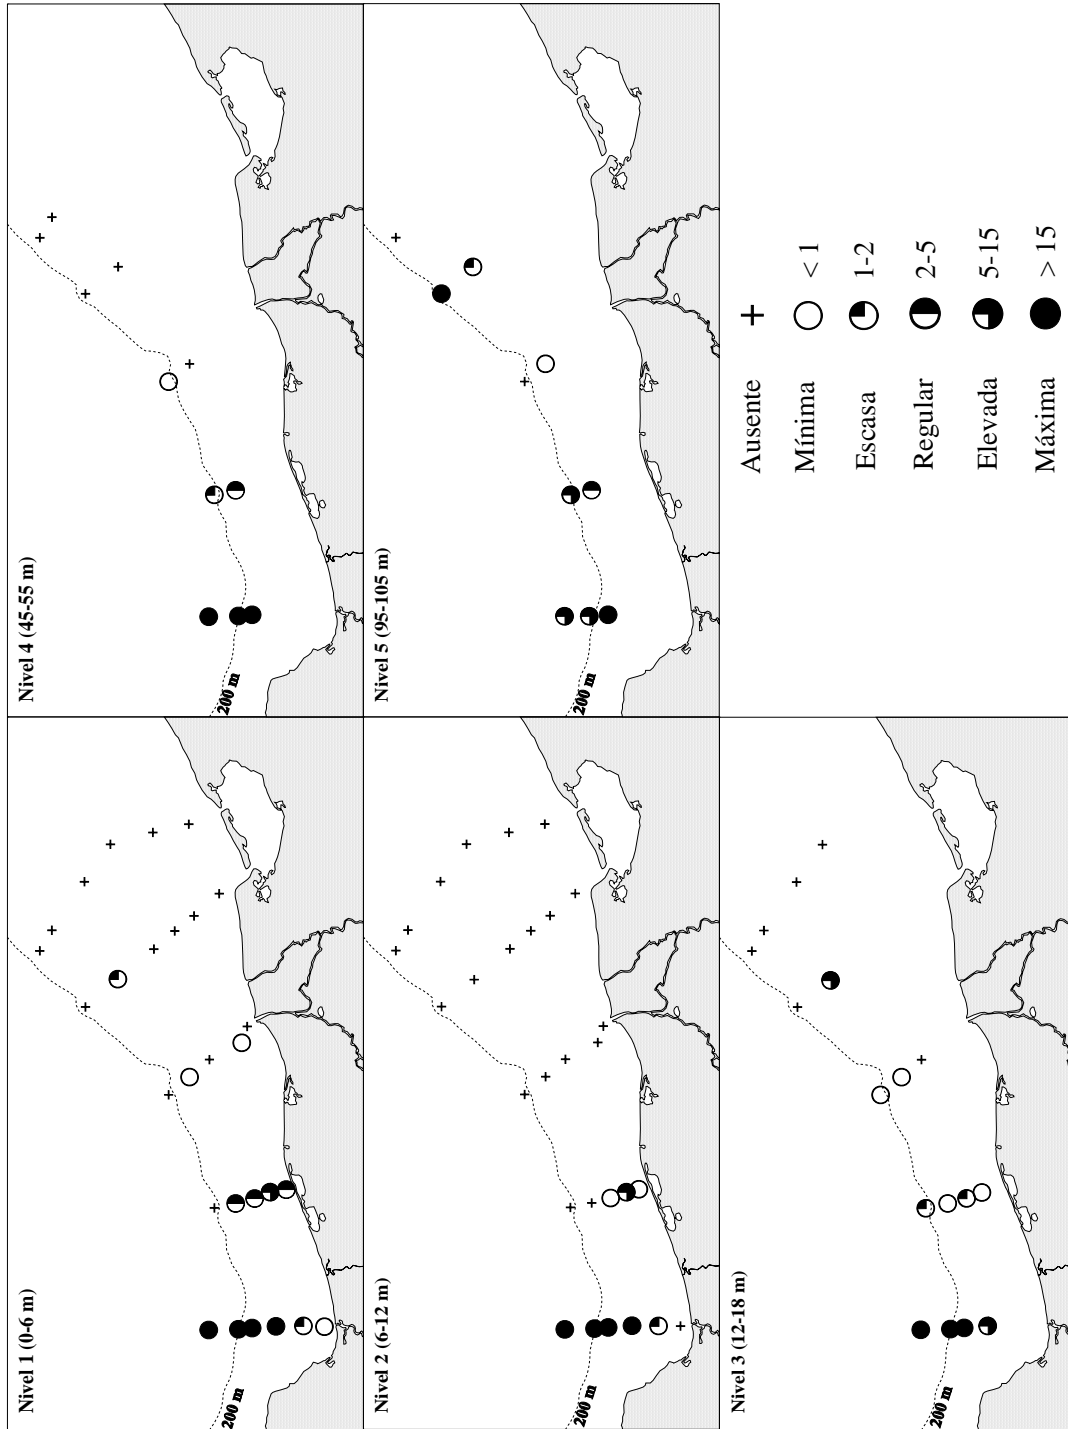 Nivel 1 (0-6 m)
200 m
Nivel 2 (6-12 m)
Nivel 3 (12-18 m)
200 m
Nivel 4 (45-55 m)
200 m
Nivel 5 (95-105 m)
200 m
Ausente +
Mínima < 1
Escasa 1-2
Regular 2-5
Elevada 5-15
Máxima > 15